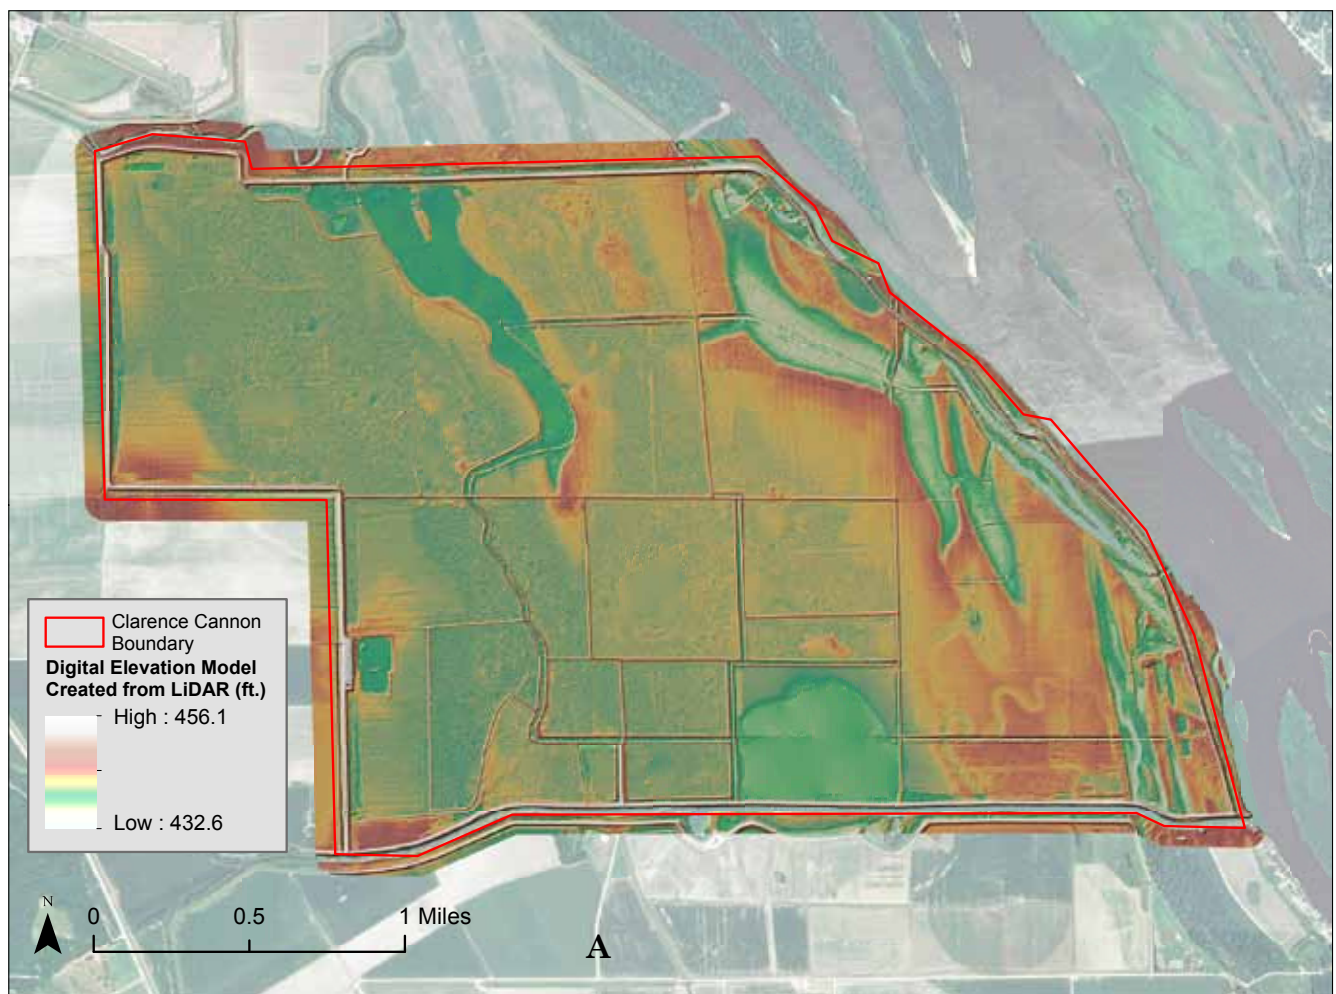 Clarence Cannon
Boundary
Digital Elevation Model
Created from LiDAR (ft.)
High : 456.1
Low : 432.6
N
0 0.5 1 Miles
A